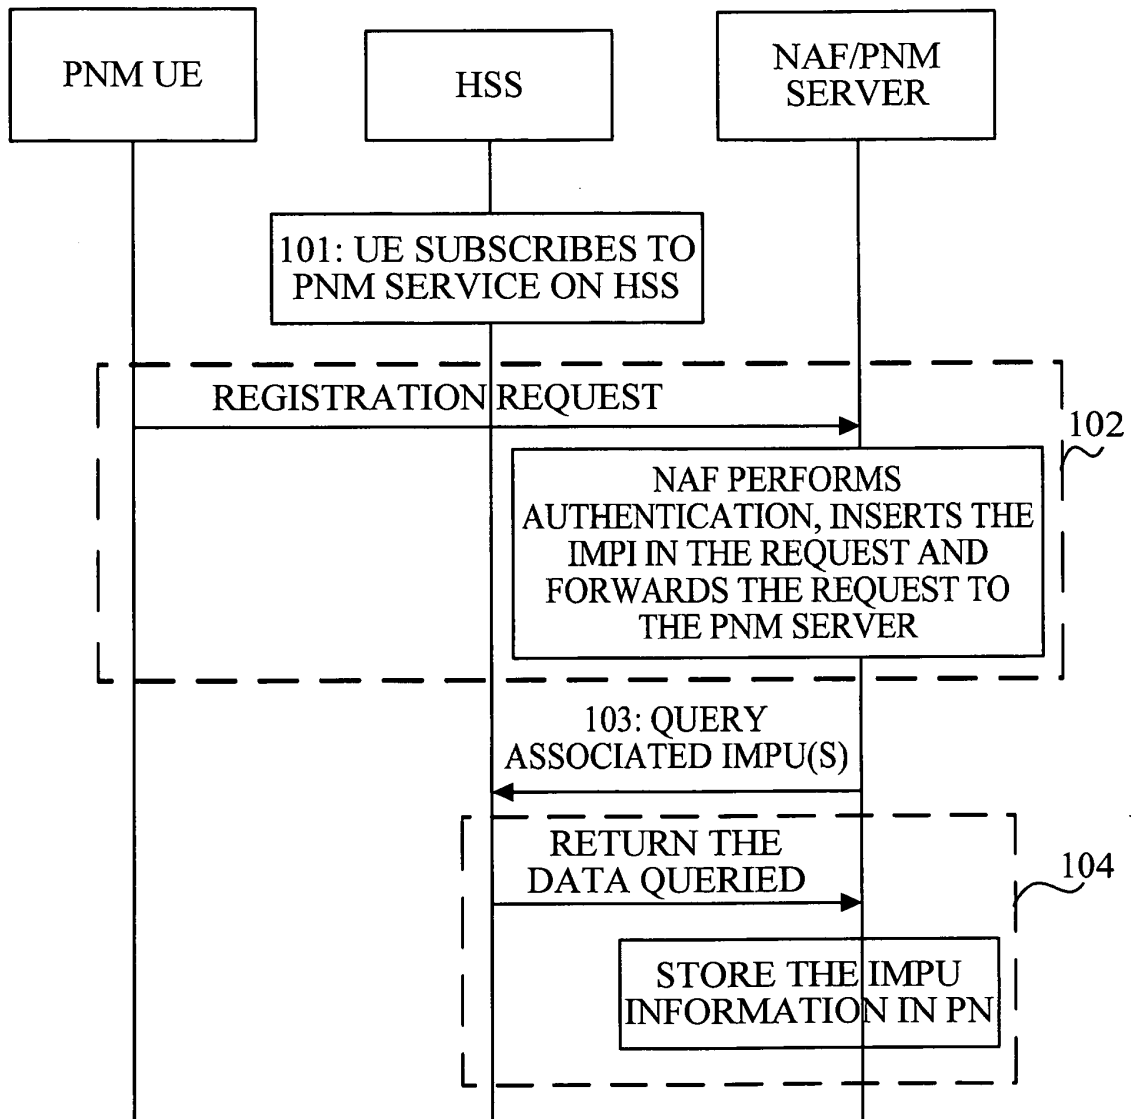 PNM UE
HSS
NAF/PNM
SERVER
101: UE SUBSCRIBES TO
PNM SERVICE ON HSS
REGISTRATION REQUEST
102
NAF PERFORMS
AUTHENTICATION, INSERTS THE
IMPI IN THE REQUEST AND
FORWARDS THE REQUEST TO
THE PNM SERVER
103: QUERY
ASSOCIATED IMPU(S)
RETURN THE
DATA QUERIED
104
STORE THE IMPU
INFORMATION IN PN